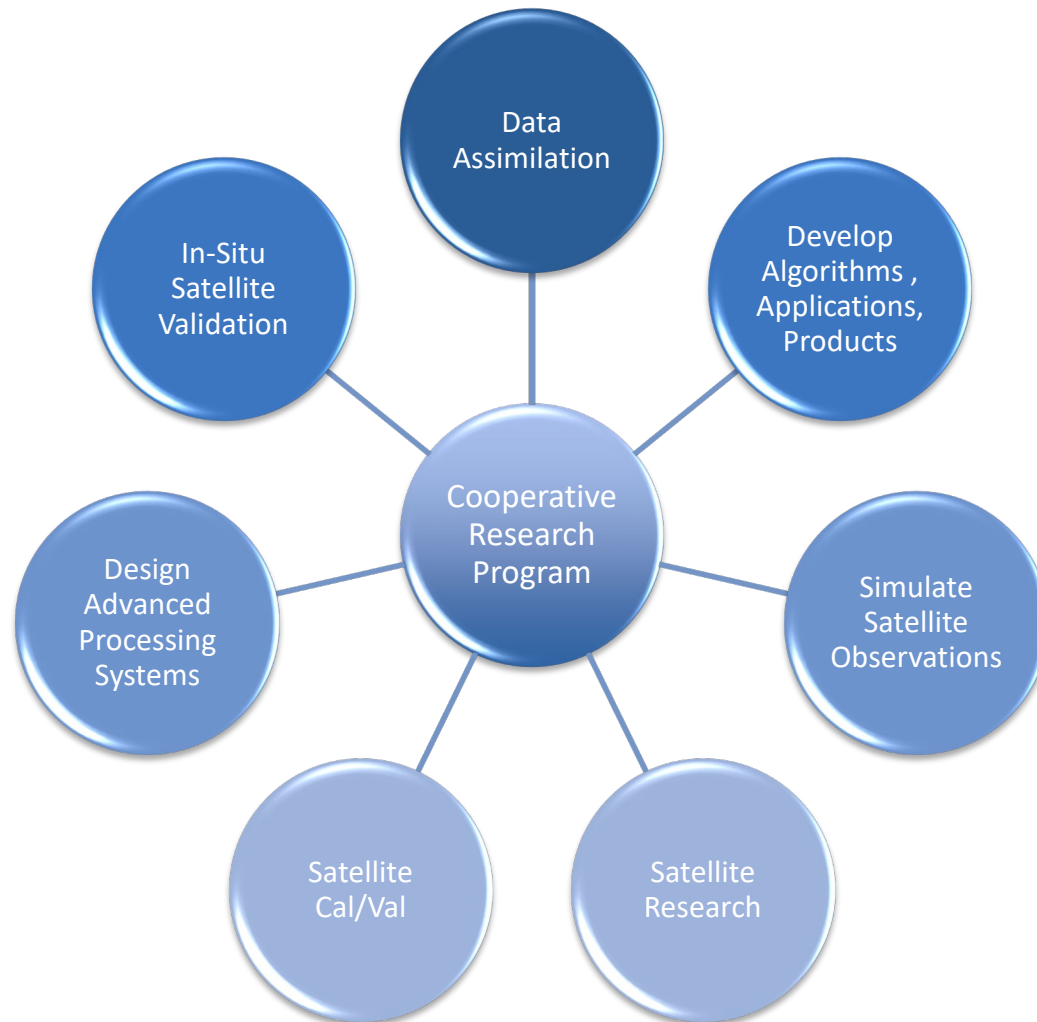 Data
Assimilation
Develop
Algorithms ,
Applications,
Products
In-Situ
Satellite
Validation
Cooperative
Research
Program
Simulate
Satellite
Observations
Design
Advanced
Processing
Systems
Satellite
Cal/Val
Satellite
Research